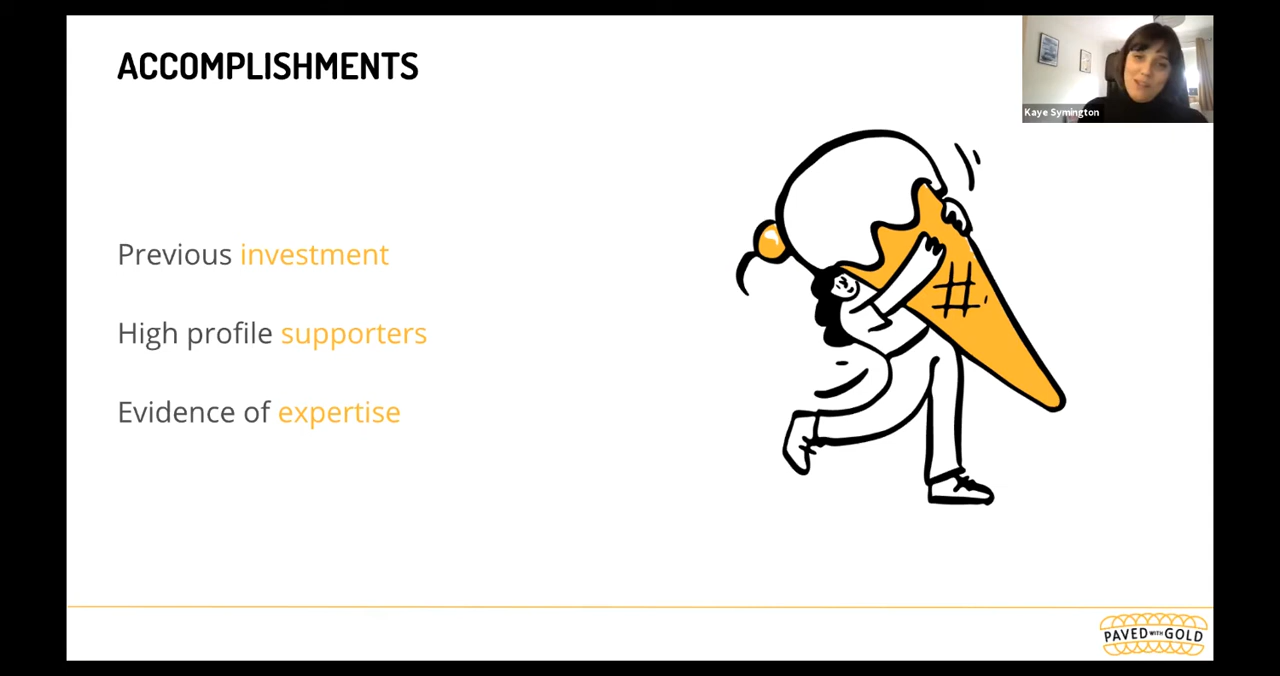 ACCOMPLISHMENTS
Kaye Symington
Previous investment
High profile supporters
Evidence of expertise
PAVED WITH GOLD